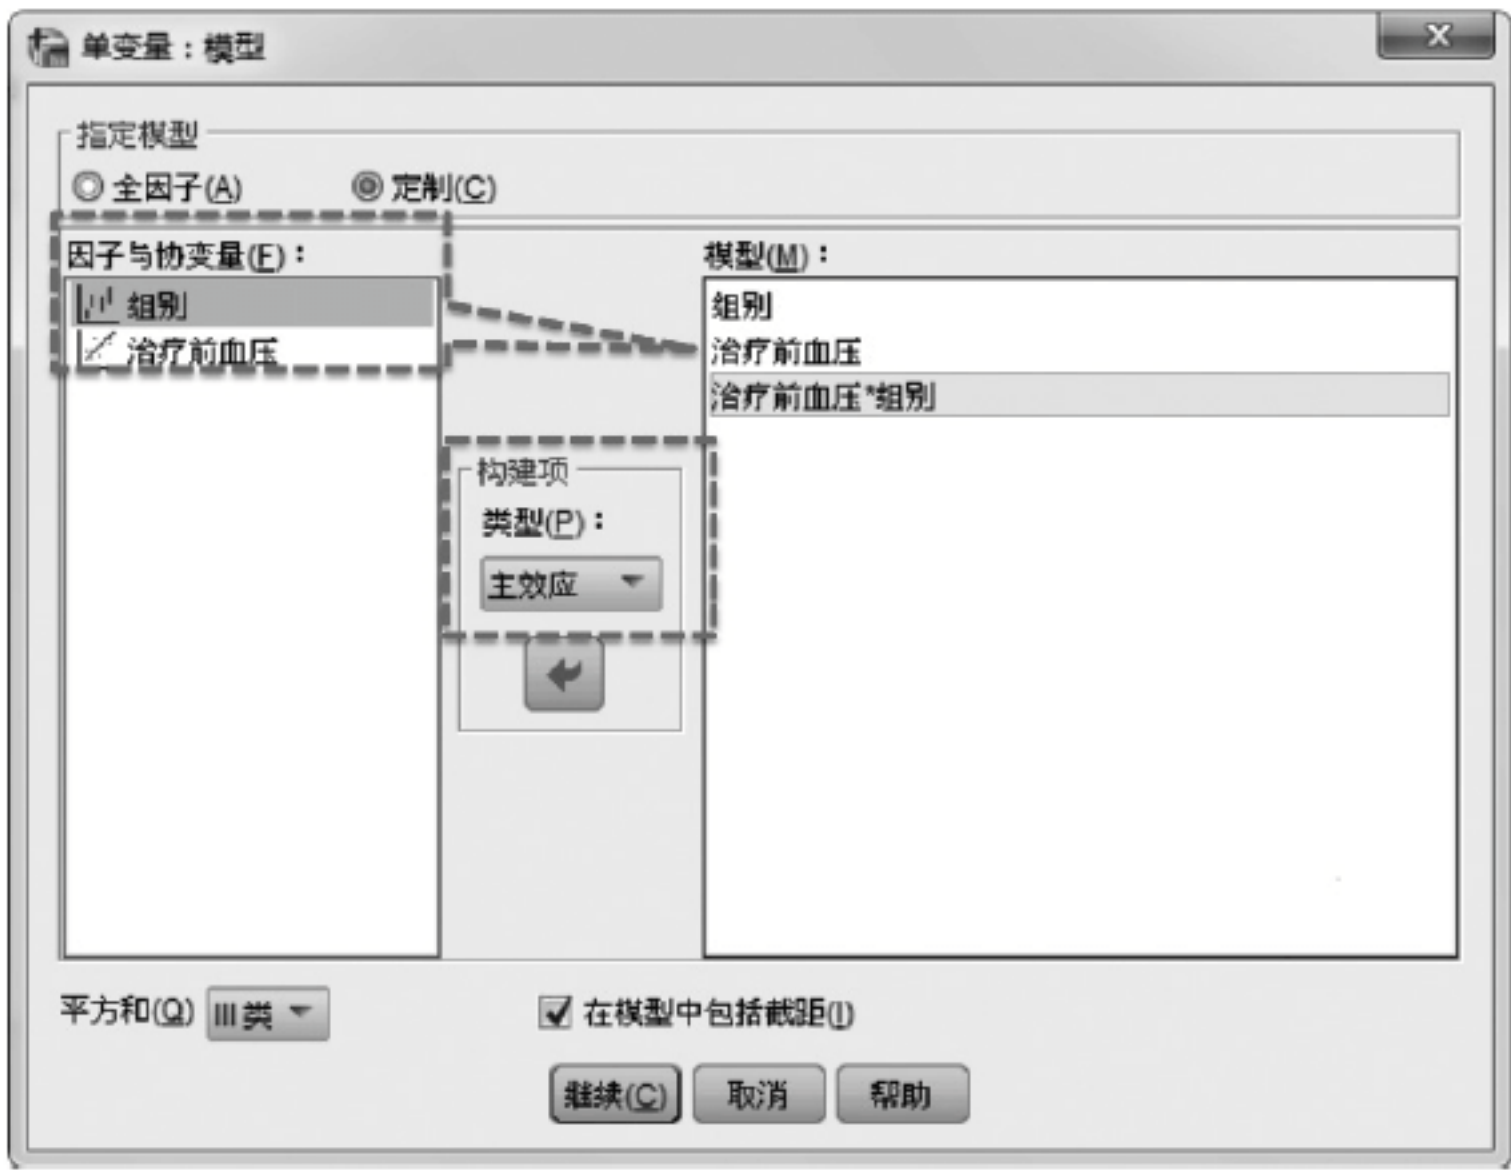 单变量：模型
指定模型
全因子(A) 定制(C)
因子与协变量(F)：
组别
治疗前血压
构建项
类型(P)：
主效应
模型(M)：
组别
治疗前血压
治疗前血压*组别
平方和(Q) III 类 在模型中包括截距(I)
继续(C) 取消 帮助